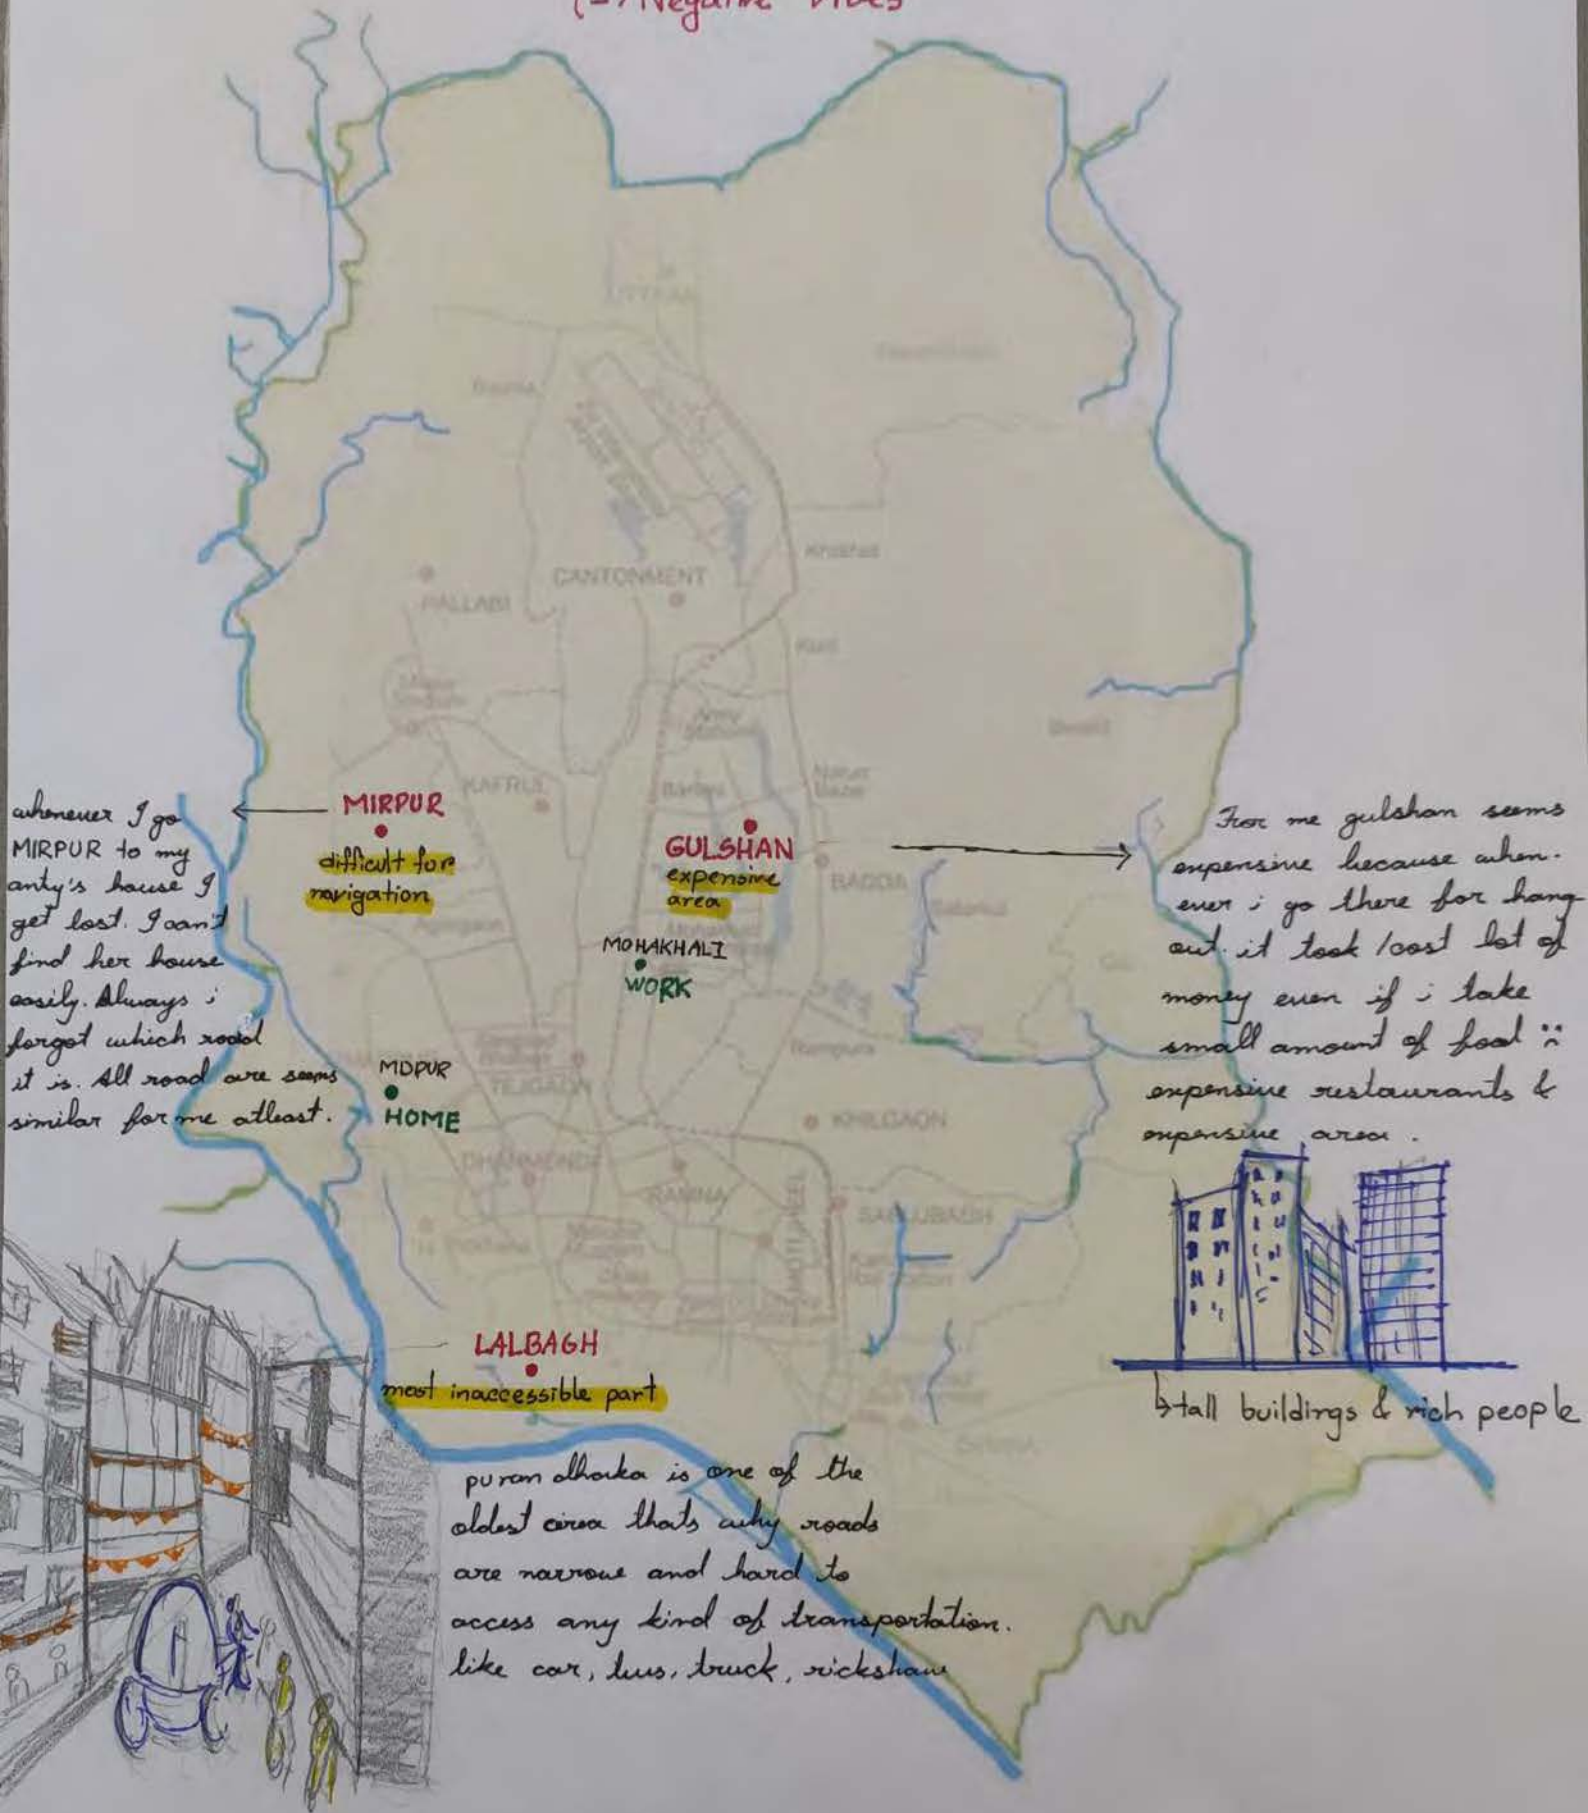 (-) Negative vibes
CANTONMENT
PALLABI
KAFRUL
whenever I go
MIRPUR to my
anty's house I
get lost. I can't
find her house
easily. Always i
forgot which road
it is. All road are seems
similar for me atleast.
MIRPUR
difficult for
navigation
GULSHAN
expensive
area
BADDA
For me gulshan seems
expensive because when-
ever i go there for hang
out. it took / cost lot of
money even if i take
small amount of food
expensive restaurants &
expensive area.
MOHAKHALI
WORK
Rampura
TEJGAON
MDPUR
HOME
KHILGAON
DHANMONDI
RAMNA
MOTIJHEEL
SABUJBAGH
tall buildings & rich people
LALBAGH
most inaccessible part
puran dhaka is one of the
oldest area thats why roads
are narrow and hard to
access any kind of transportation.
like car, bus, truck, rickshaw